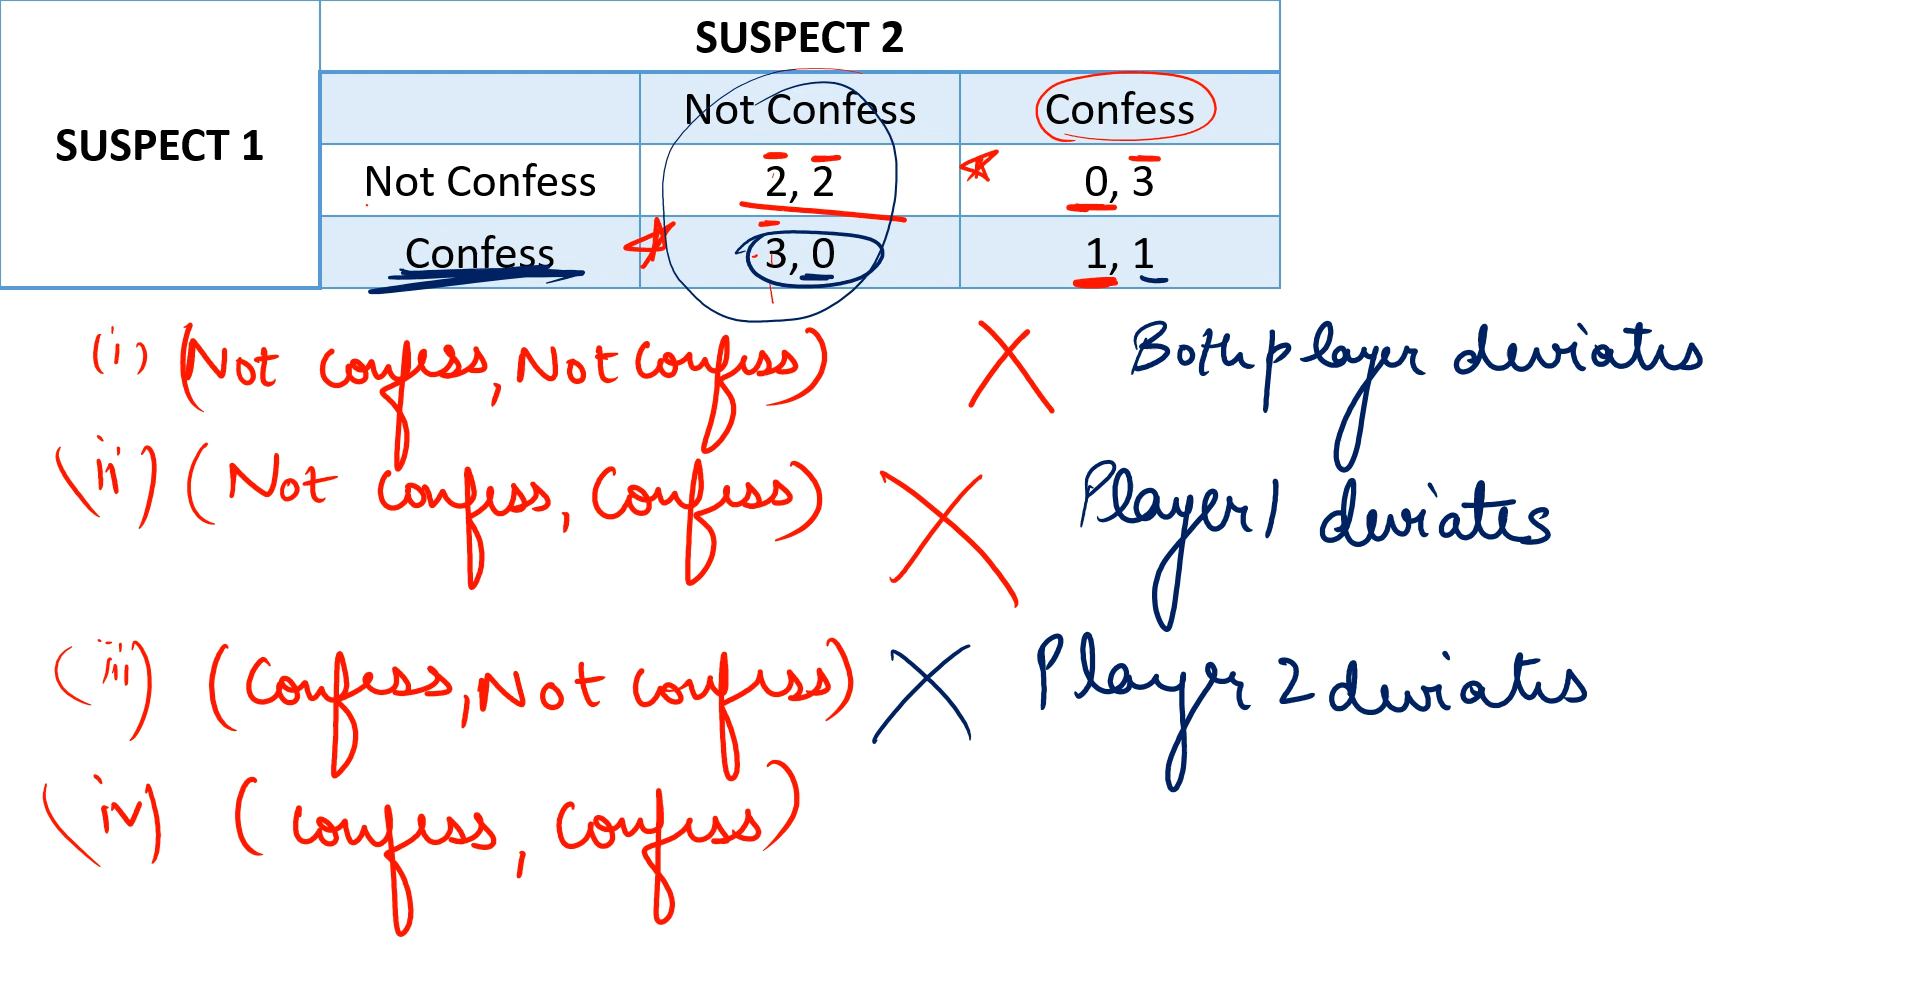 SUSPECT 2
SUSPECT 1
Not Confess Confess
Not Confess 2, 2 0, 3
Confess 3, 0 1, 1
(i) (Not Confess, Not Confess) X Both player deviates
(ii) (Not Confess, Confess) X Player 1 deviates
(iii) (Confess, Not Confess) X Player 2 deviates
(iv) (Confess, Confess)